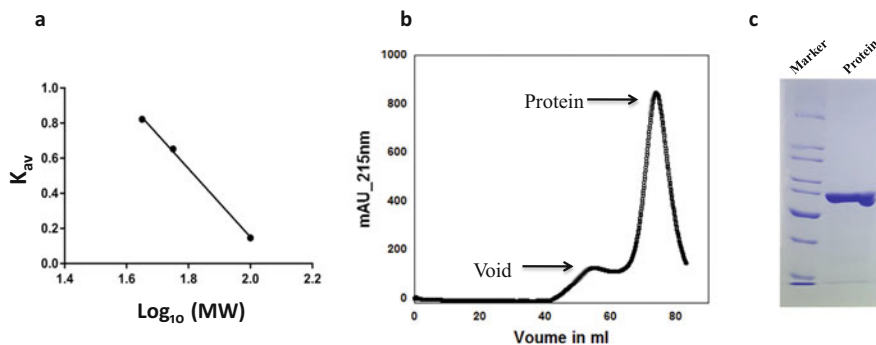 a
1.0
0.8
0.6
0.4
0.2
0.0
Kav
1.4 1.6 1.8 2.0 2.2
Log₁₀ (MW)
b
1000
800
600
400
200
0
mAU_215nm
Protein
Void
0 20 40 60 80
Voume in ml
c
Marker
Protein